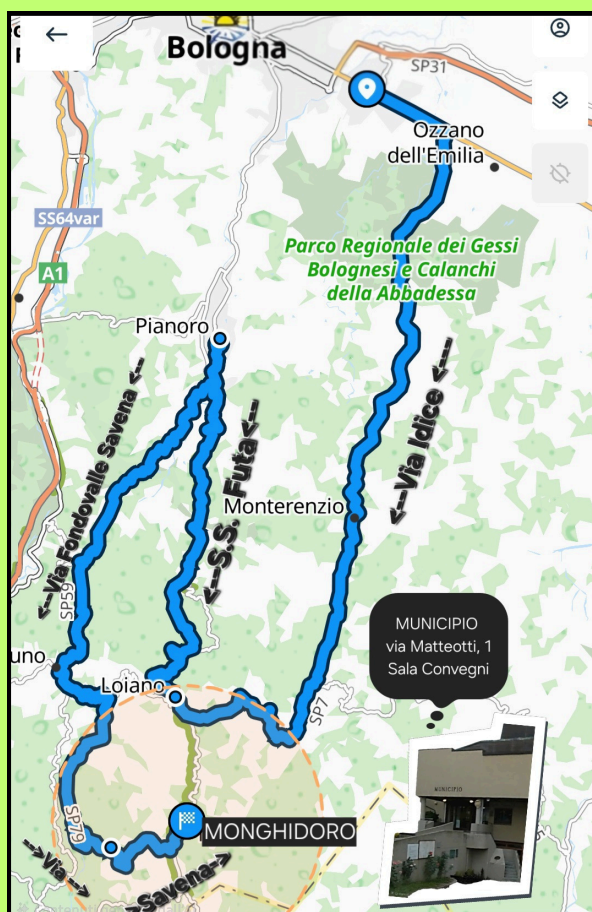 Bologna
SP31
Ozzano
dell'Emilia
SS64var
A1
Parco Regionale dei Gessi
Bolognesi e Calanchi
della Abbadessa
Pianoro
<--Via Fondovalle Savena<--
<--S.S. Futa<--
<--Via Idice<--
Monterenzio
SP59
uno
Loiano
SP7
MUNICIPIO
via Matteotti, 1
Sala Convegni
MUNICIPIO
SP79
MONGHIDORO
-->Via -->
->Savena->